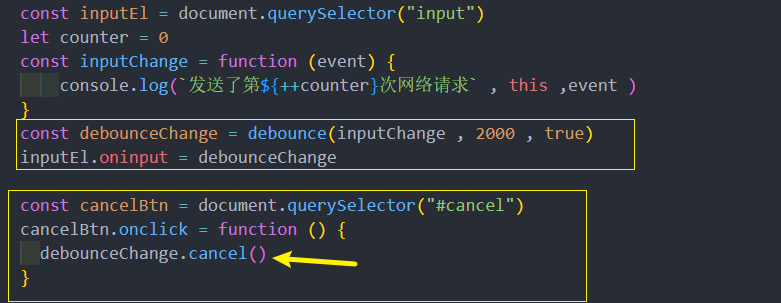 const inputEl = document.querySelector("input")
let counter = 0
const inputChange = function (event) {
console.log(`发送了第${++counter}次网络请求` , this ,event )
}
const debounceChange = debounce(inputChange , 2000 , true)
inputEl.oninput = debounceChange
const cancelBtn = document.querySelector("#cancel")
cancelBtn.onclick = function () {
debounceChange.cancel()
}